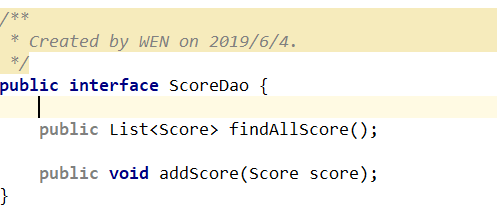 /**
 * Created by WEN on 2019/6/4.
 */
public interface ScoreDao {
    public List<Score> findAllScore();
    public void addScore(Score score);
}